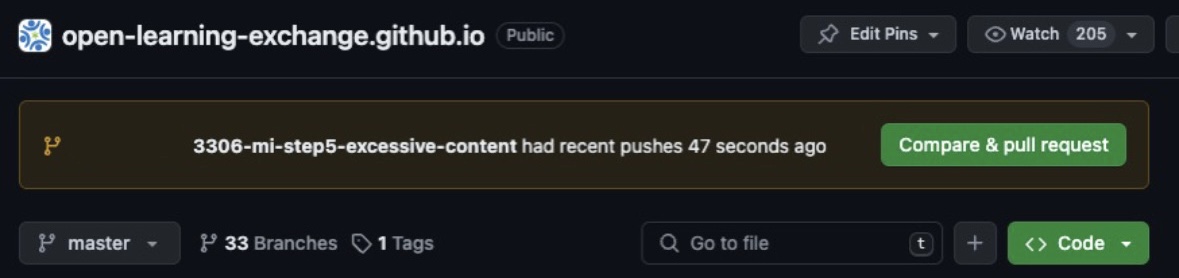 open-learning-exchange.github.io Public Edit Pins Watch 205
3306-mi-step5-excessive-content had recent pushes 47 seconds ago Compare & pull request
master 33 Branches 1 Tags Go to file t + <> Code